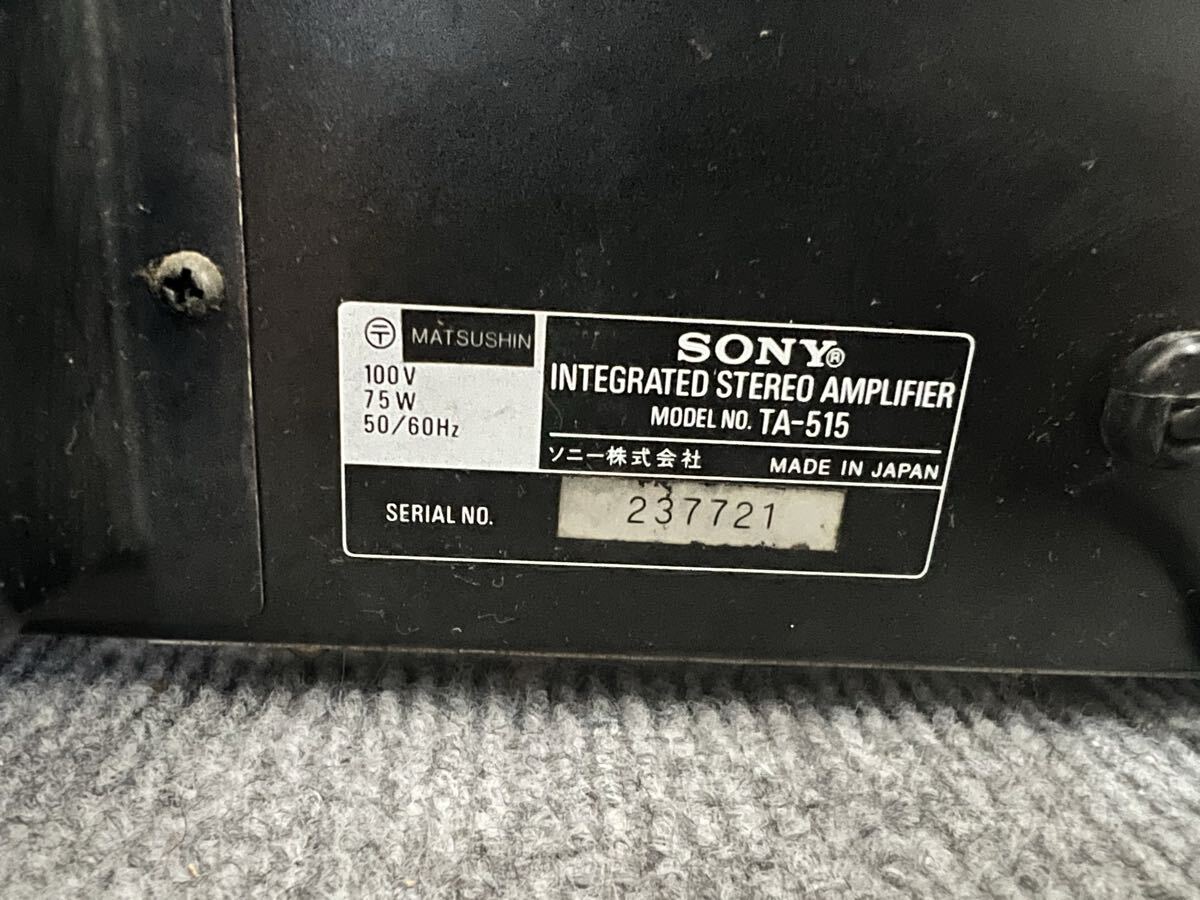 〶 MATSUSHIN
100V
75W
50/60Hz
SONY®
INTEGRATED STEREO AMPLIFIER
MODEL NO. TA-515
ソニー株式会社 MADE IN JAPAN
SERIAL NO. 237721